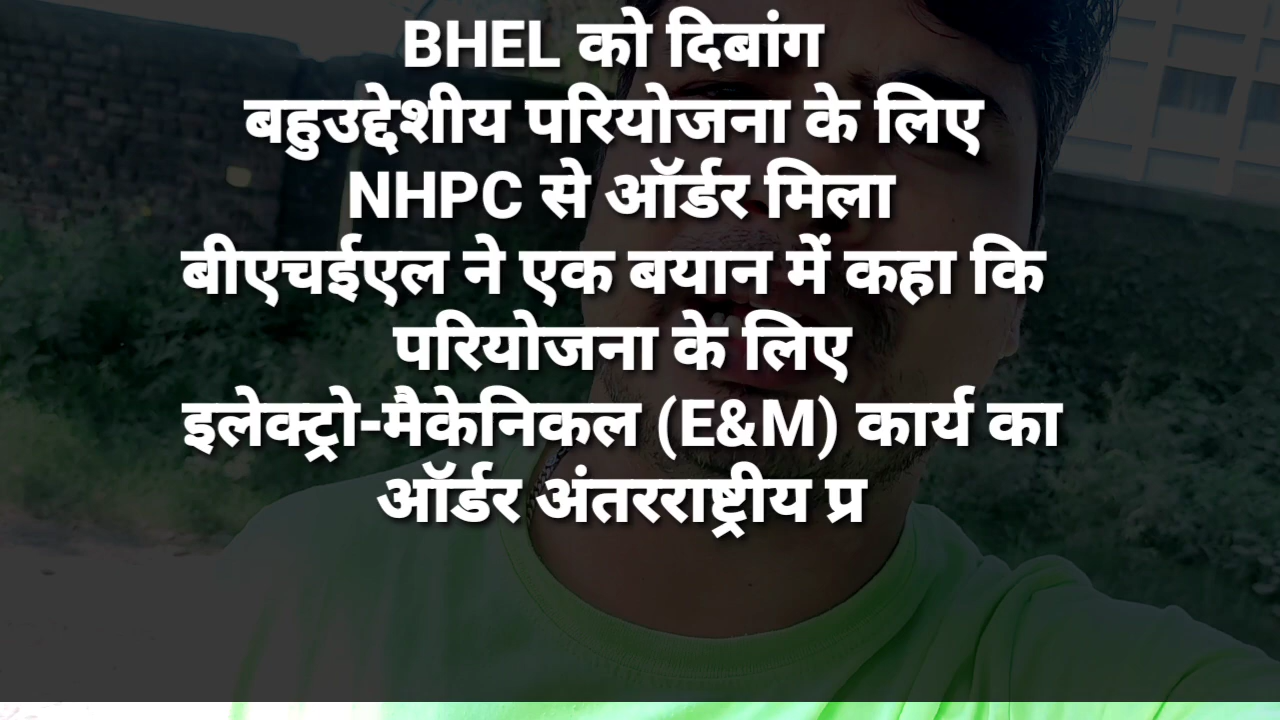 BHEL को दिबांग
बहुउद्देशीय परियोजना के लिए
NHPC से ऑर्डर मिला
बीएचईएल ने एक बयान में कहा कि
परियोजना के लिए
इलेक्ट्रो-मैकेनिकल (E&M) कार्य का
ऑर्डर अंतरराष्ट्रीय प्र